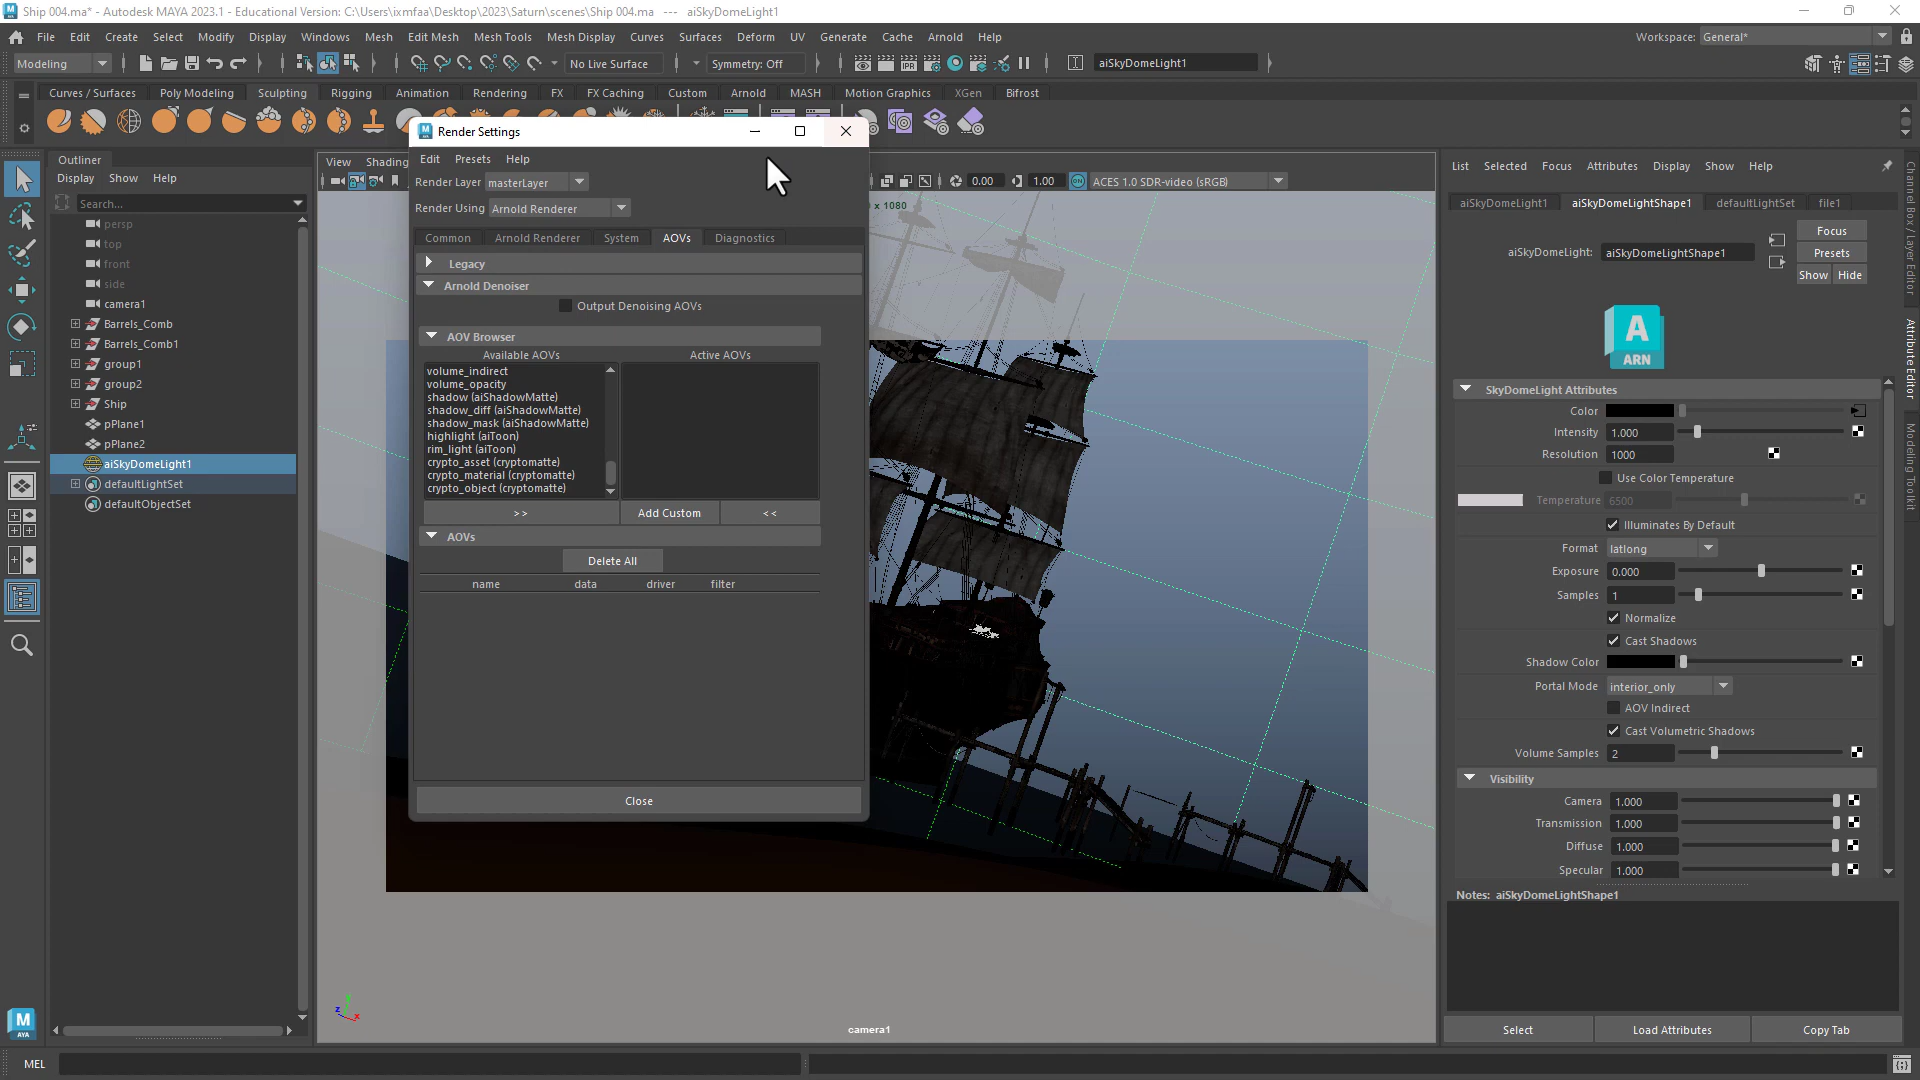 Ship 004.ma* - Autodesk MAYA 2023.1 - Educational Version: C:\Users\ixmfaa\Desktop\2023\Saturn\scenes\Ship 004.ma --- aiSkyDomeLight1
File Edit Create Select Modify Display Windows Mesh Edit Mesh Mesh Tools Mesh Display Curves Surfaces Deform UV Generate Cache Arnold Help
Workspace: General*
Modeling
No Live Surface
Symmetry: Off
IPR
aiSkyDomeLight1
Curves / Surfaces Poly Modeling Sculpting Rigging Animation Rendering FX FX Caching Custom Arnold MASH Motion Graphics XGen Bifrost
Outliner
Display Show Help
Search...
persp
top
front
side
camera1
Barrels_Comb
Barrels_Comb1
group1
group2
Ship
pPlane1
pPlane2
aiSkyDomeLight1
defaultLightSet
defaultObjectSet
View Shading
0.00
1.00
ON
ACES 1.0 SDR-video (sRGB)
x 1080
Render Settings
Edit Presets Help
Render Layer masterLayer
Render Using Arnold Renderer
Common Arnold Renderer System AOVs Diagnostics
Legacy
Arnold Denoiser
Output Denoising AOVs
AOV Browser
Available AOVs Active AOVs
volume_indirect
volume_opacity
shadow (aiShadowMatte)
shadow_diff (aiShadowMatte)
shadow_mask (aiShadowMatte)
highlight (aiToon)
rim_light (aiToon)
crypto_asset (cryptomatte)
crypto_material (cryptomatte)
crypto_object (cryptomatte)
>> Add Custom <<
AOVs
Delete All
name data driver filter
Close
camera1
z x
List Selected Focus Attributes Display Show Help
aiSkyDomeLight1 aiSkyDomeLightShape1 defaultLightSet file1
aiSkyDomeLight: aiSkyDomeLightShape1
Focus
Presets
Show Hide
A
ARN
SkyDomeLight Attributes
Color
Intensity 1.000
Resolution 1000
Use Color Temperature
Temperature 6500
Illuminates By Default
Format latlong
Exposure 0.000
Samples 1
Normalize
Cast Shadows
Shadow Color
Portal Mode interior_only
AOV Indirect
Cast Volumetric Shadows
Volume Samples 2
Visibility
Camera 1.000
Transmission 1.000
Diffuse 1.000
Specular 1.000
Notes: aiSkyDomeLightShape1
Select Load Attributes Copy Tab
Channel Box / Layer Editor
Attribute Editor
Modeling Toolkit
M
AYA
MEL